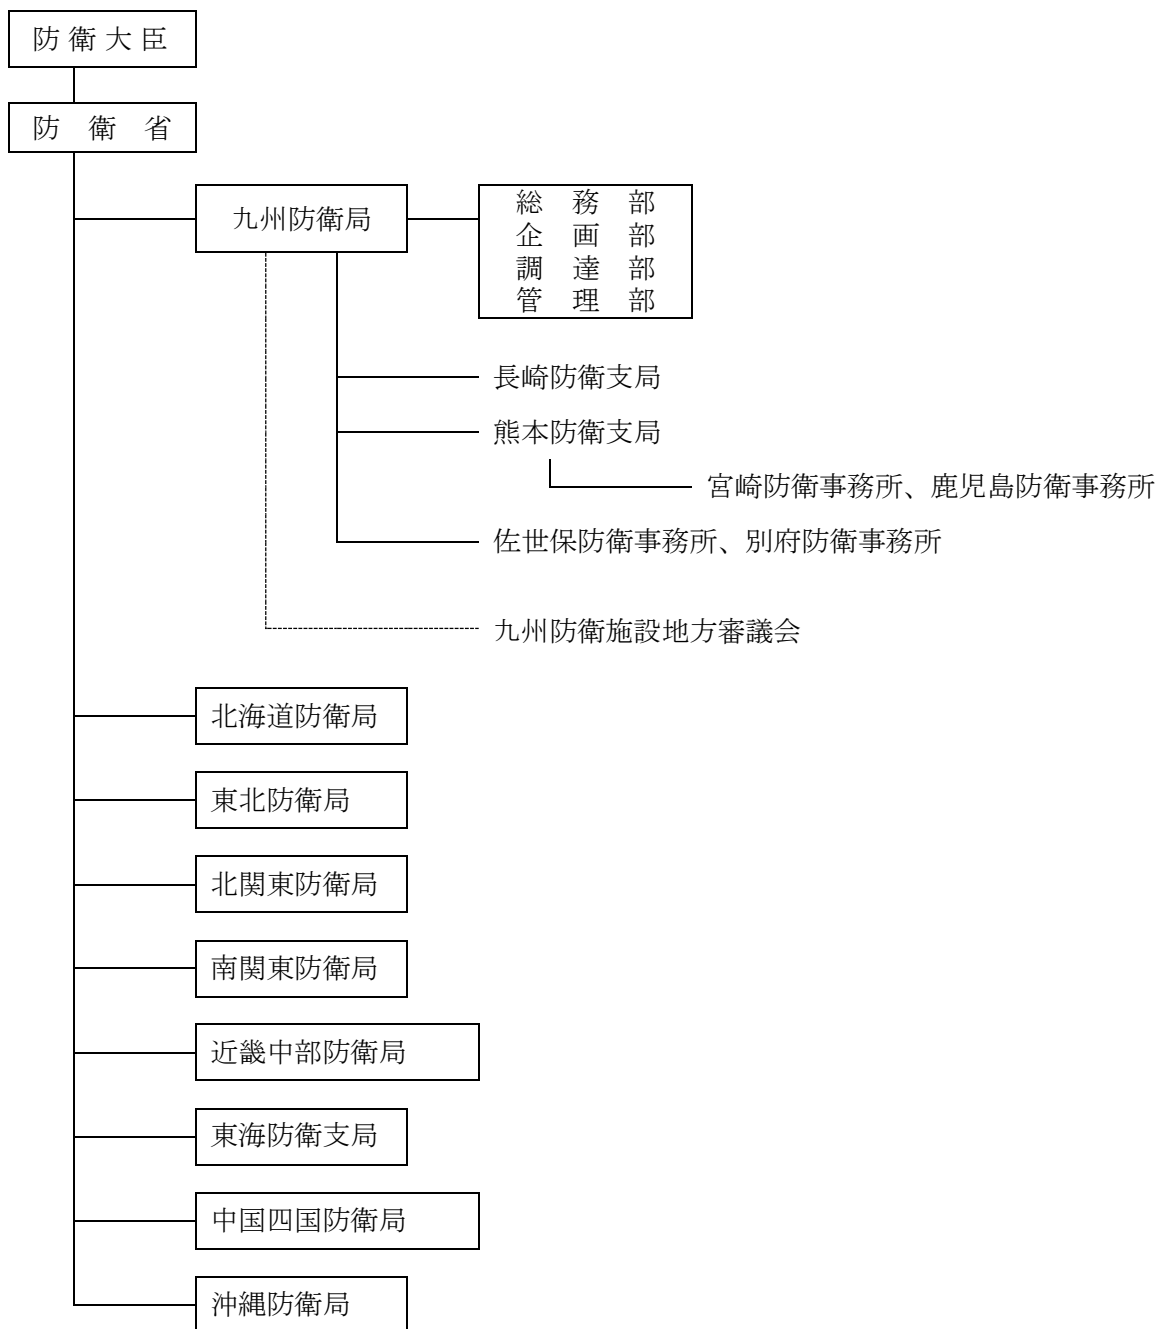 防衛大臣
防　衛　省
九州防衛局
総　務　部
企　画　部
調　達　部
管　理　部
長崎防衛支局
熊本防衛支局
宮崎防衛事務所、鹿児島防衛事務所
佐世保防衛事務所、別府防衛事務所
九州防衛施設地方審議会
北海道防衛局
東北防衛局
北関東防衛局
南関東防衛局
近畿中部防衛局
東海防衛支局
中国四国防衛局
沖縄防衛局